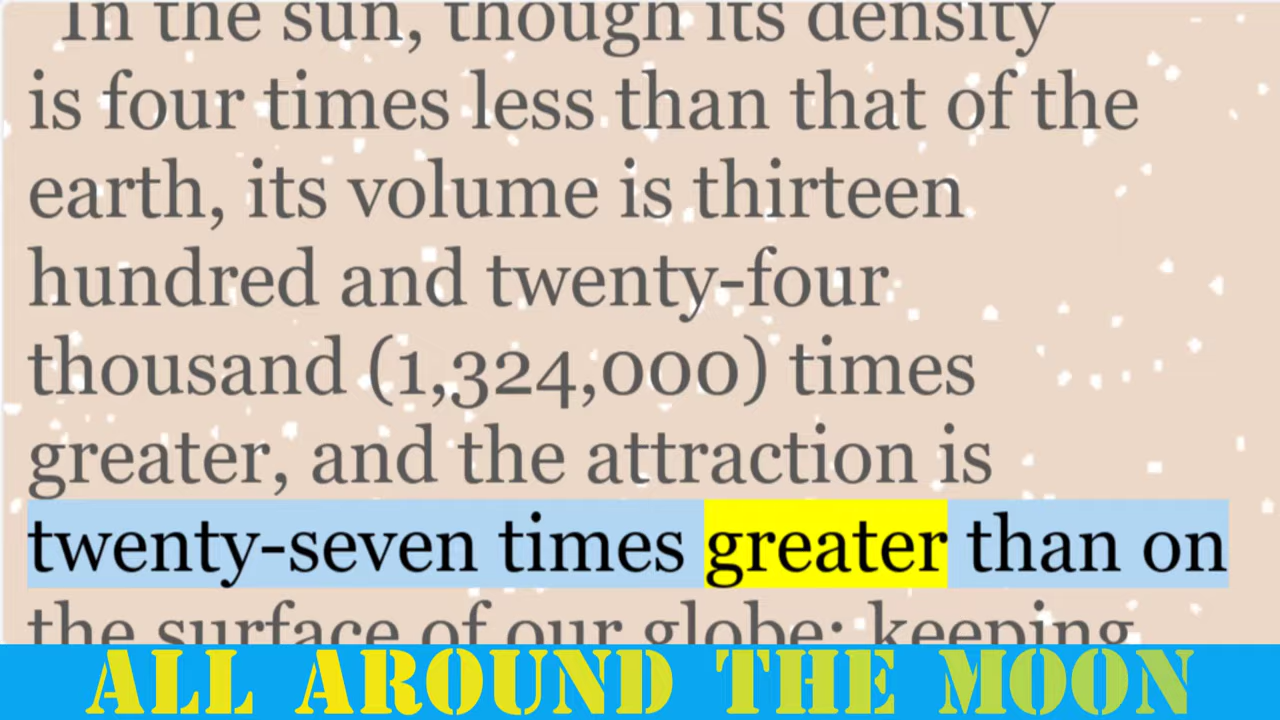 In the sun, though its density
is four times less than that of the
earth, its volume is thirteen
hundred and twenty-four
thousand (1,324,000) times
greater, and the attraction is
twenty-seven times greater than on
the surface of our globe; keeping
ALL AROUND THE MOON